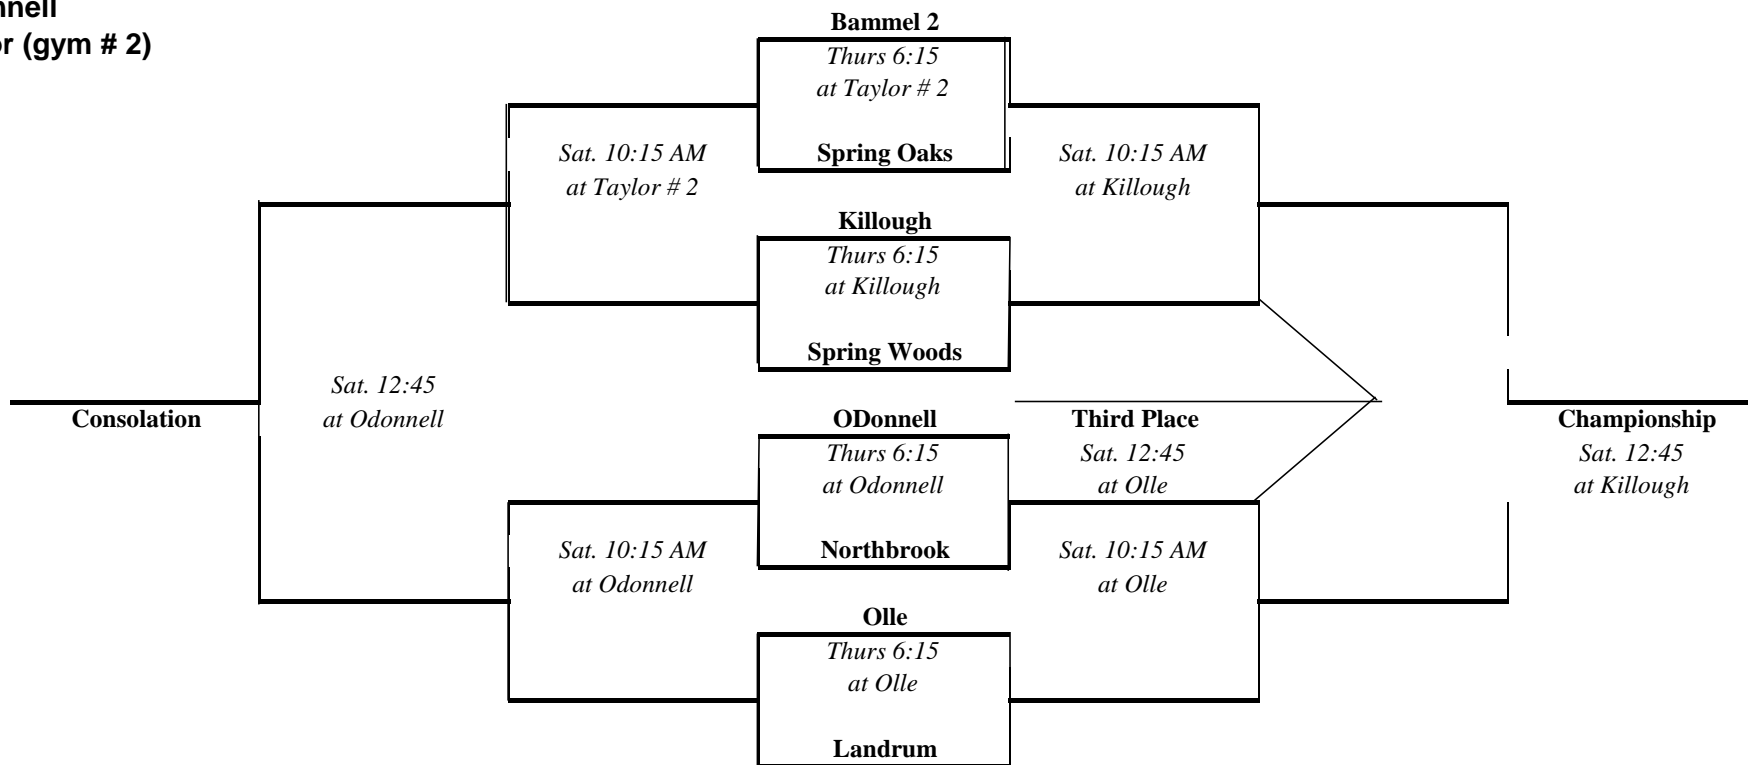 (gym # 2)
Bammel 2
Thurs 6:15
at Taylor # 2
Spring Oaks
Sat. 10:15 AM
at Taylor # 2
Sat. 10:15 AM
at Killough
Killough
Thurs 6:15
at Killough
Spring Woods
Sat. 12:45
at Odonnell
Consolation
ODonnell
Thurs 6:15
at Odonnell
Northbrook
Third Place
Sat. 12:45
at Olle
Championship
Sat. 12:45
at Killough
Sat. 10:15 AM
at Odonnell
Sat. 10:15 AM
at Olle
Olle
Thurs 6:15
at Olle
Landrum